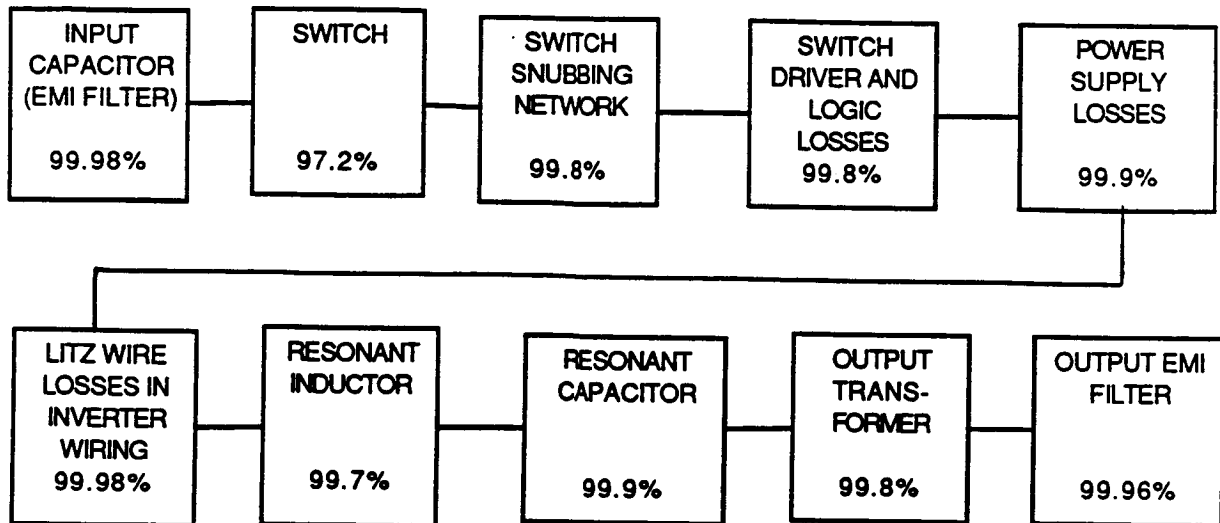 INPUT
CAPACITOR
(EMI FILTER)
99.98%
SWITCH
97.2%
SWITCH
SNUBBING
NETWORK
99.8%
SWITCH
DRIVER AND
LOGIC
LOSSES
99.8%
POWER
SUPPLY
LOSSES
99.9%
LITZ WIRE
LOSSES IN
INVERTER
WIRING
99.98%
RESONANT
INDUCTOR
99.7%
RESONANT
CAPACITOR
99.9%
OUTPUT
TRANS-
FORMER
99.8%
OUTPUT EMI
FILTER
99.96%